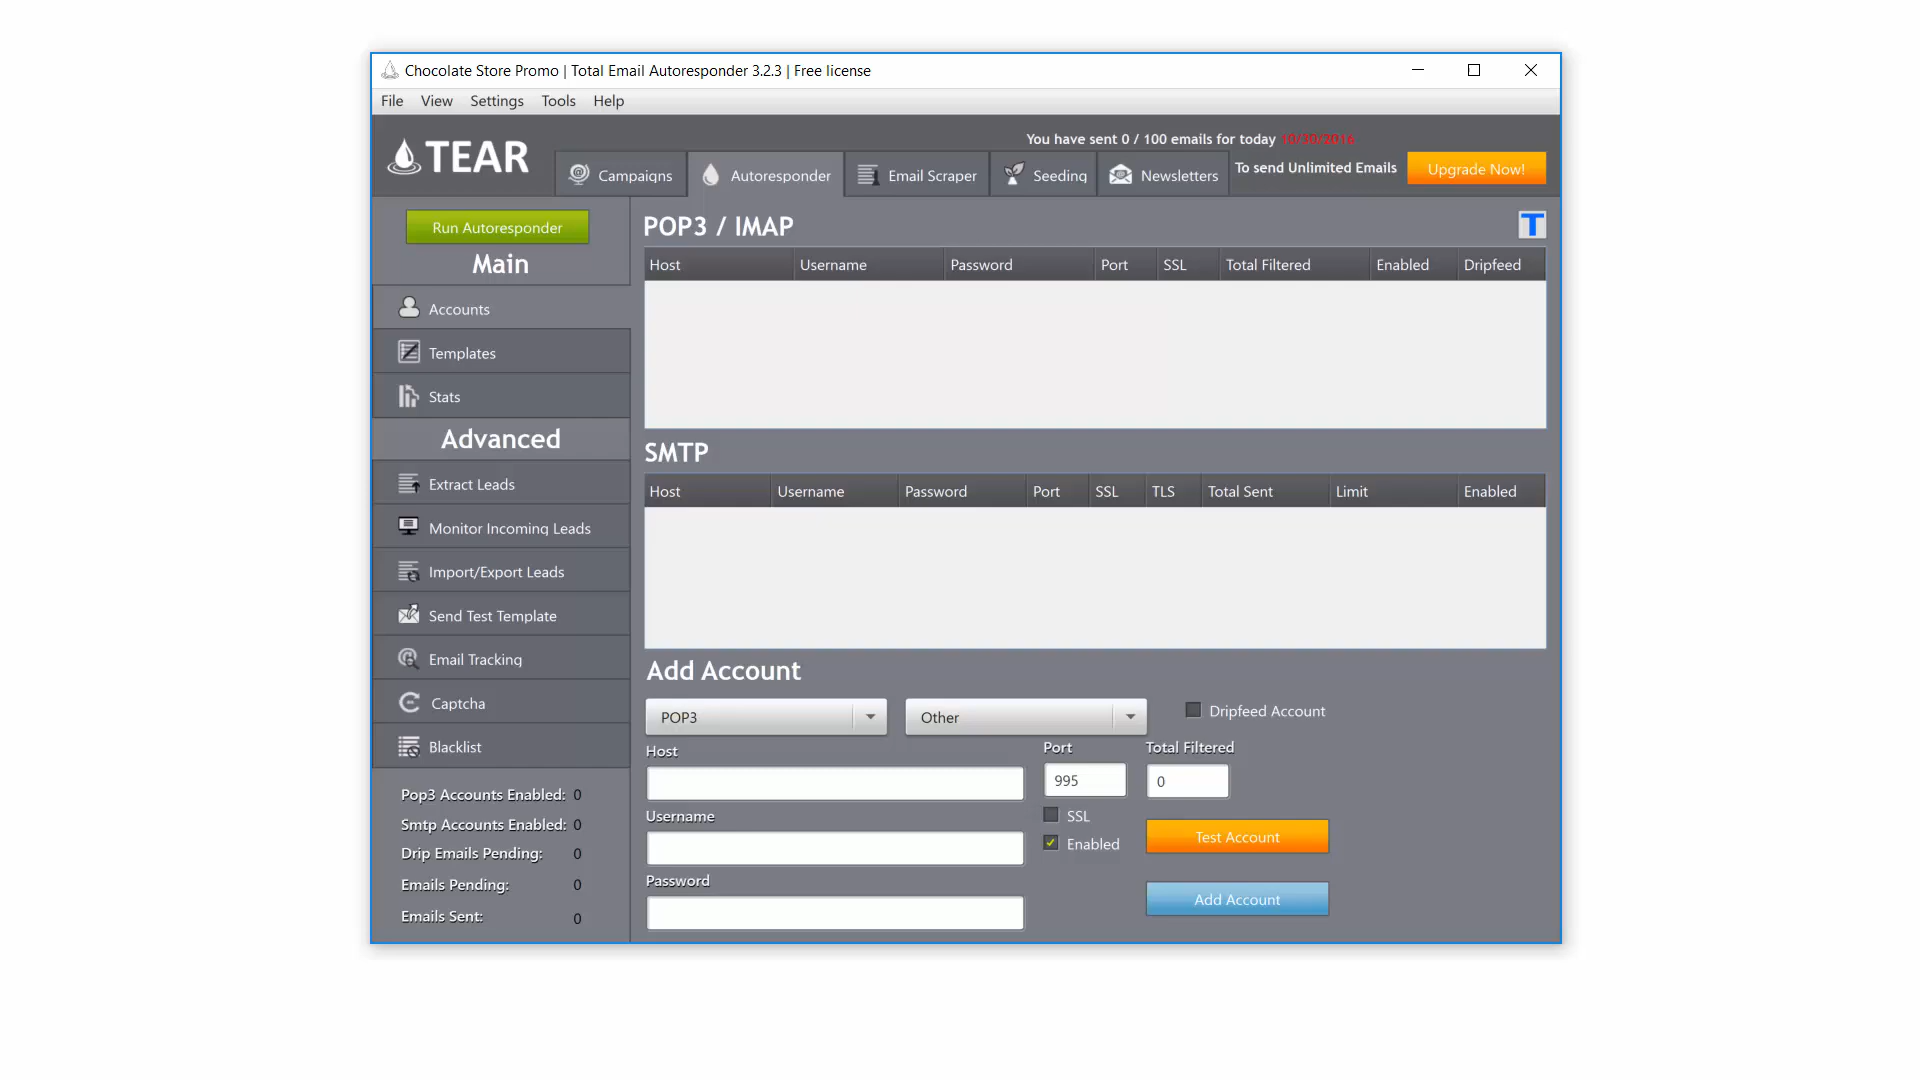 Chocolate Store Promo | Total Email Autoresponder 3.2.3 | Free license
File View Settings Tools Help
You have sent 0 / 100 emails for today 10/30/2016
TEAR
Campaigns Autoresponder Email Scraper Seeding Newsletters To send Unlimited Emails Upgrade Now!
Run Autoresponder
Main
Accounts
Templates
Stats
Advanced
Extract Leads
Monitor Incoming Leads
Import/Export Leads
Send Test Template
Email Tracking
Captcha
Blacklist
Pop3 Accounts Enabled: 0
Smtp Accounts Enabled: 0
Drip Emails Pending: 0
Emails Pending: 0
Emails Sent: 0
POP3 / IMAP T
Host Username Password Port SSL Total Filtered Enabled Dripfeed
SMTP
Host Username Password Port SSL TLS Total Sent Limit Enabled
Add Account
POP3 Other Dripfeed Account
Host Port Total Filtered
995 0
Username SSL
Enabled Test Account
Password
Add Account